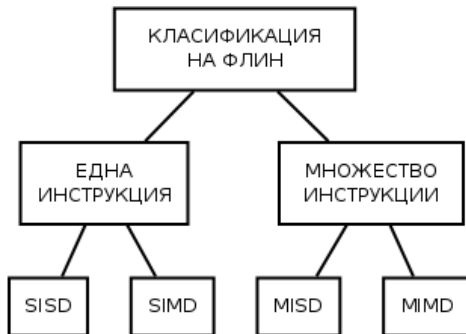 КЛАСИФИКАЦИЯ
НА ФЛИН
ЕДНА
ИНСТРУКЦИЯ
МНОЖЕСТВО
ИНСТРУКЦИИ
SISD
SIMD
MISD
MIMD